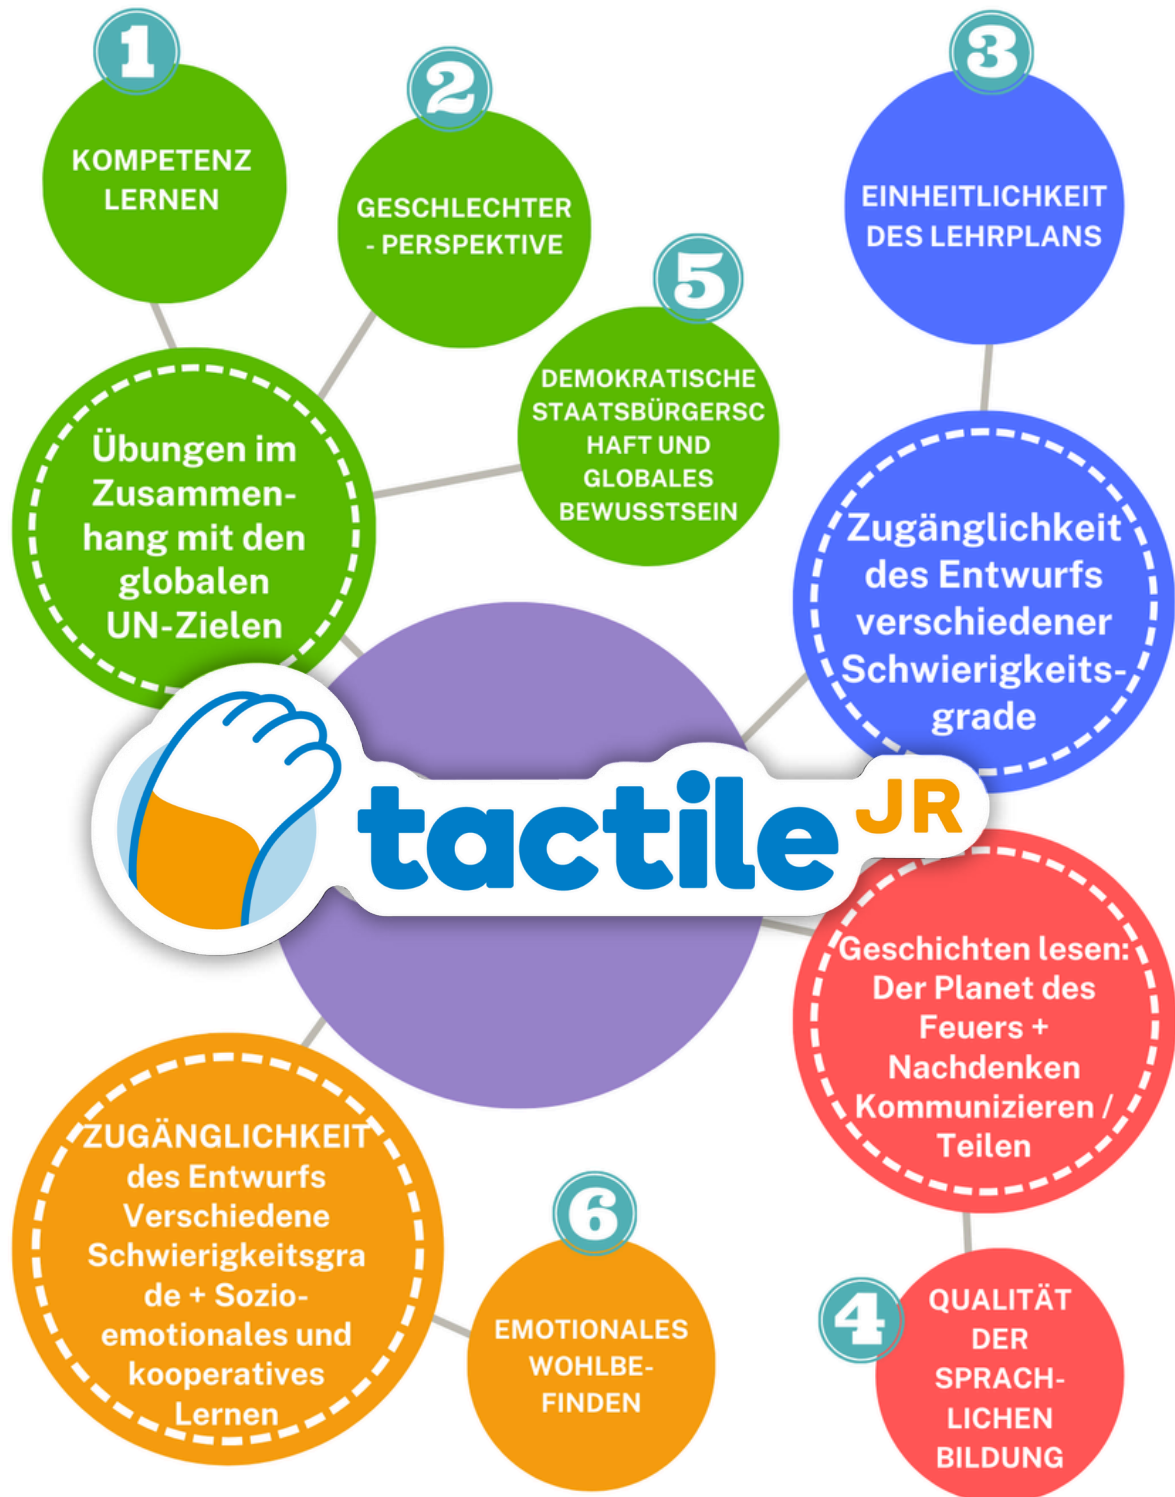 1
KOMPETENZ
LERNEN
2
GESCHLECHTER
- PERSPEKTIVE
3
EINHEITLICHKEIT
DES LEHRPLANS
5
DEMOKRATISCHE
STAATSBÜRGERSC
HAFT UND
GLOBALES
BEWUSSTSEIN
Übungen im
Zusammen-
hang mit den
globalen
UN-Zielen
Zugänglichkeit
des Entwurfs
verschiedener
Schwierigkeits-
grade
tactile JR
Geschichten lesen:
Der Planet des
Feuers +
Nachdenken
Kommunizieren /
Teilen
ZUGÄNGLICHKEIT
des Entwurfs
Verschiedene
Schwierigkeitsgra
de + Sozio-
emotionales und
kooperatives
Lernen
6
EMOTIONALES
WOHLBE-
FINDEN
4
QUALITÄT
DER
SPRACH-
LICHEN
BILDUNG